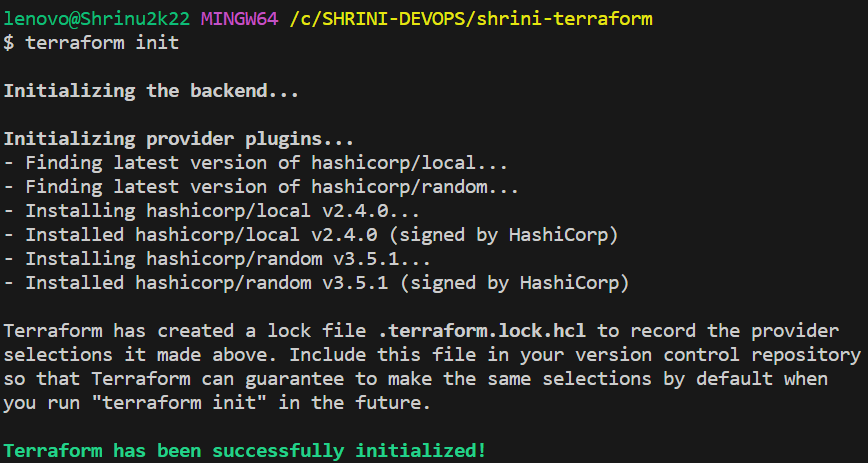 lenovo@Shrinu2k22 MINGW64 /c/SHRINI-DEVOPS/shrini-terraform
$ terraform init
Initializing the backend...
Initializing provider plugins...
- Finding latest version of hashicorp/local...
- Finding latest version of hashicorp/random...
- Installing hashicorp/local v2.4.0...
- Installed hashicorp/local v2.4.0 (signed by HashiCorp)
- Installing hashicorp/random v3.5.1...
- Installed hashicorp/random v3.5.1 (signed by HashiCorp)
Terraform has created a lock file .terraform.lock.hcl to record the provider
selections it made above. Include this file in your version control repository
so that Terraform can guarantee to make the same selections by default when
you run "terraform init" in the future.
Terraform has been successfully initialized!